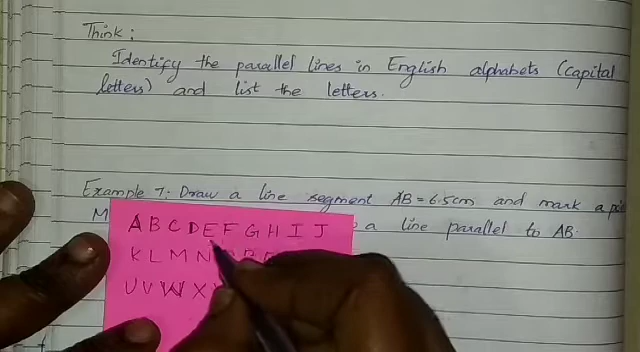 Think:
Identify the parallel lines in English alphabets (capital
letters) and list the letters.
Example 7: Draw a line segment AB = 6.5cm and mark a
M a line parallel to AB.
A B C D E F G H I J
K L M N
U V W X